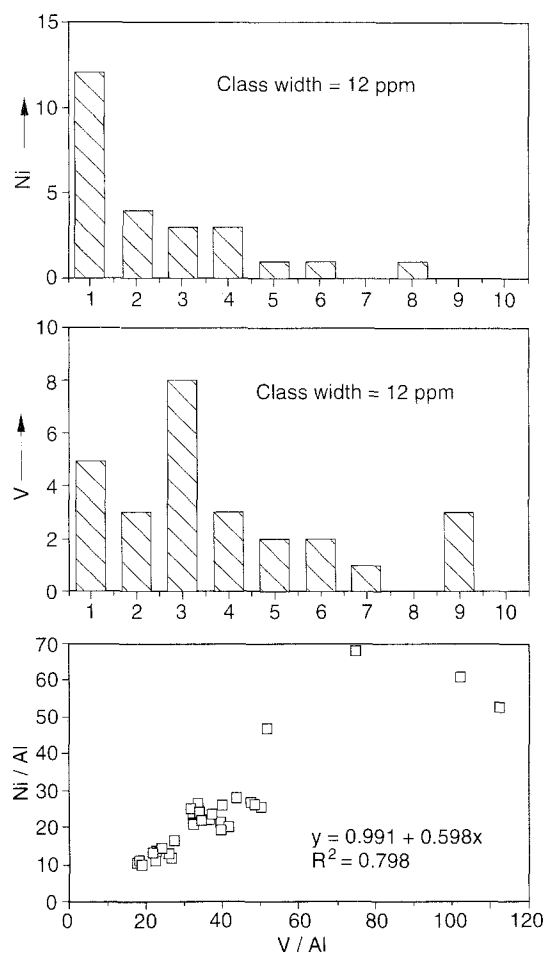 15
10
5
0
Ni
Class width = 12 ppm
1 2 3 4 5 6 7 8 9 10
10
8
6
4
2
0
V
Class width = 12 ppm
1 2 3 4 5 6 7 8 9 10
70
60
50
40
30
20
10
0
Ni / Al
y = 0.991 + 0.598x
R² = 0.798
0 20 40 60 80 100 120
V / Al